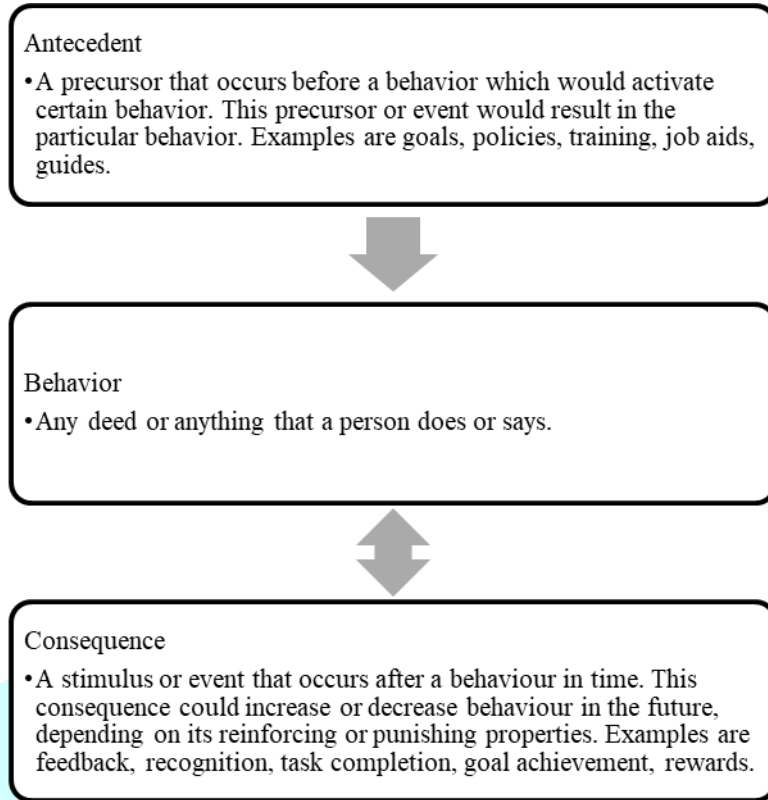 Antecedent
•A precursor that occurs before a behavior which would activate
certain behavior. This precursor or event would result in the
particular behavior. Examples are goals, policies, training, job aids,
guides.
Behavior
•Any deed or anything that a person does or says.
Consequence
•A stimulus or event that occurs after a behaviour in time. This
consequence could increase or decrease behaviour in the future,
depending on its reinforcing or punishing properties. Examples are
feedback, recognition, task completion, goal achievement, rewards.